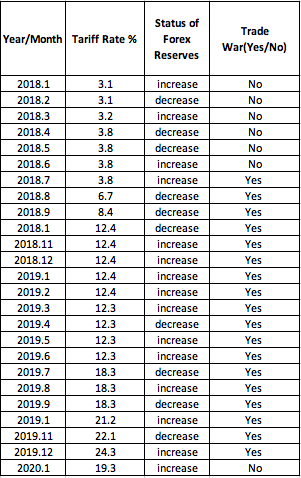 Year/Month Tariff Rate % Status of Forex Reserves Trade War(Yes/No)
2018.1 3.1 increase No
2018.2 3.1 decrease No
2018.3 3.2 increase No
2018.4 3.8 decrease No
2018.5 3.8 decrease No
2018.6 3.8 increase No
2018.7 3.8 increase Yes
2018.8 6.7 decrease Yes
2018.9 8.4 decrease Yes
2018.1 12.4 decrease Yes
2018.11 12.4 increase Yes
2018.12 12.4 increase Yes
2019.1 12.4 increase Yes
2019.2 12.4 increase Yes
2019.3 12.3 increase Yes
2019.4 12.3 decrease Yes
2019.5 12.3 increase Yes
2019.6 12.3 increase Yes
2019.7 18.3 decrease Yes
2019.8 18.3 increase Yes
2019.9 18.3 decrease Yes
2019.1 21.2 increase Yes
2019.11 22.1 decrease Yes
2019.12 24.3 increase Yes
2020.1 19.3 increase No